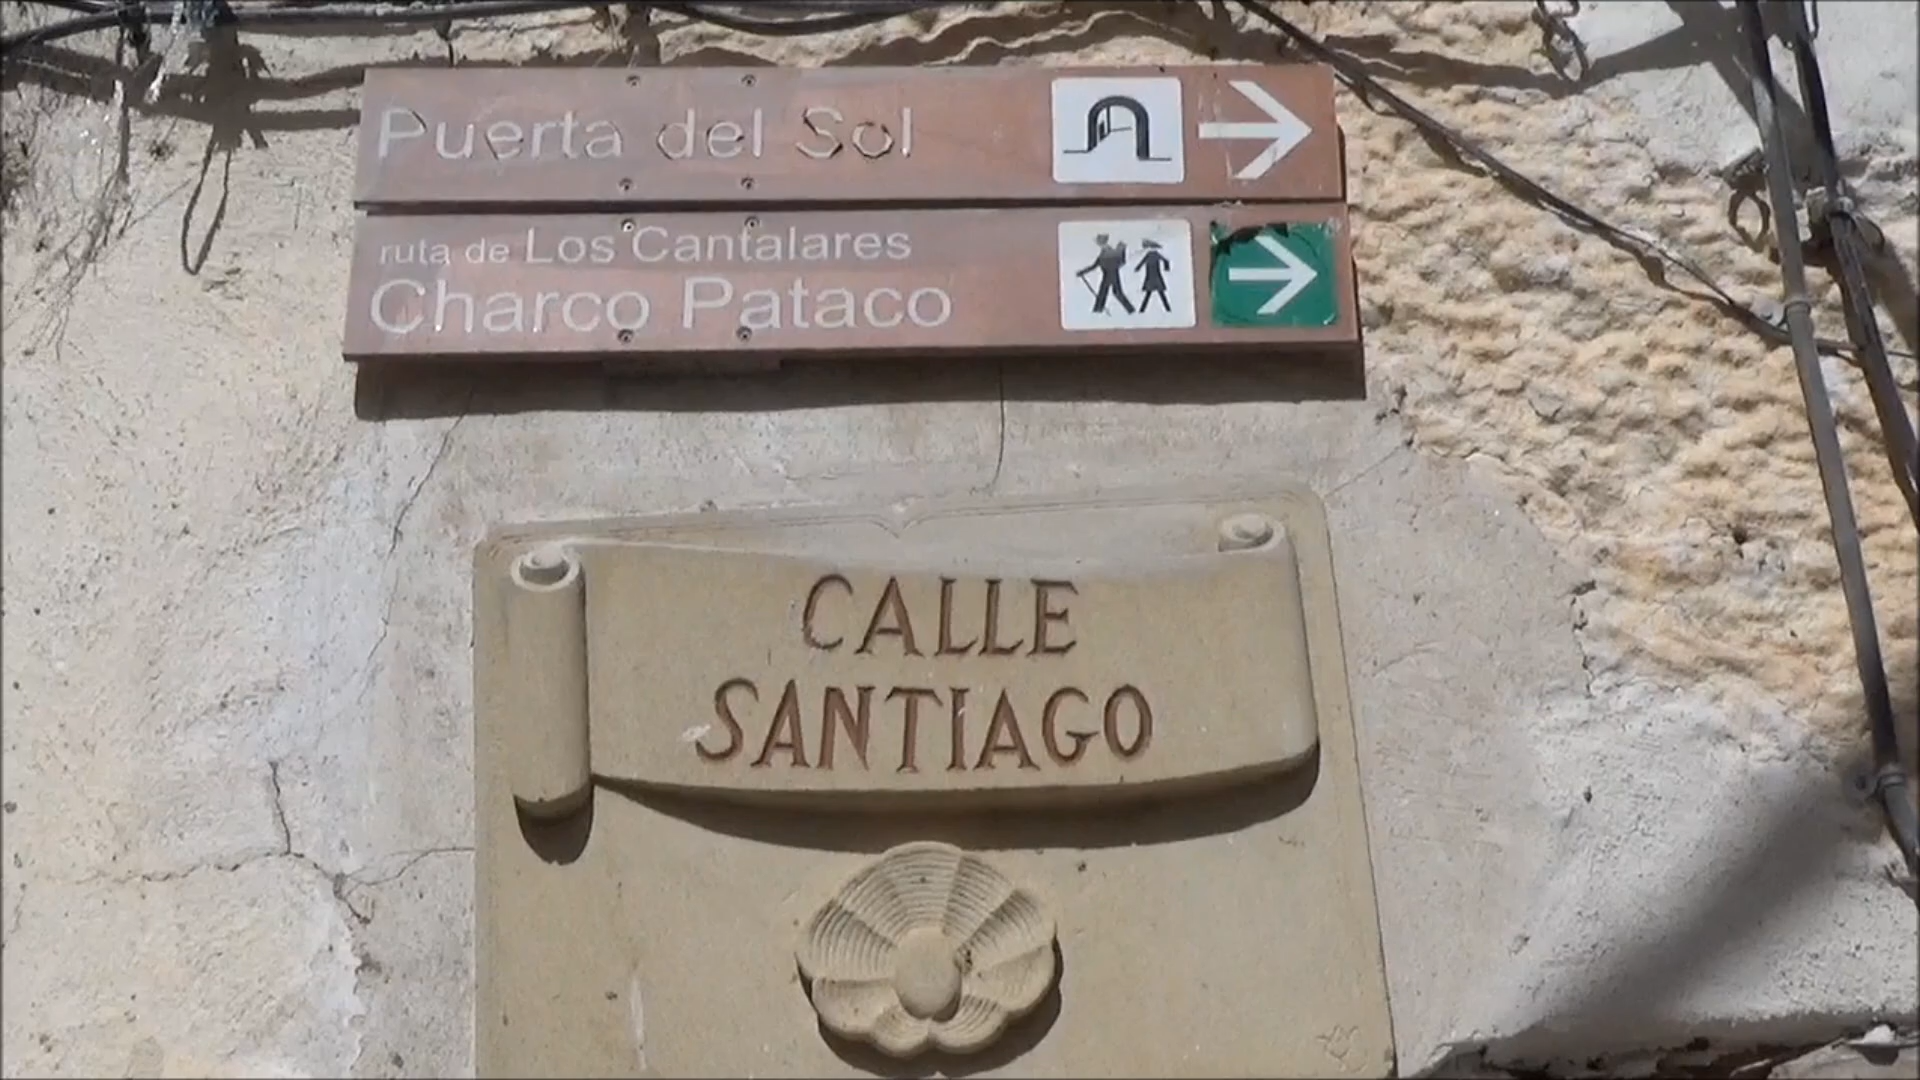 Puerta del Sol
ruta de Los Cantalares
Charco Pataco
CALLE
SANTIAGO